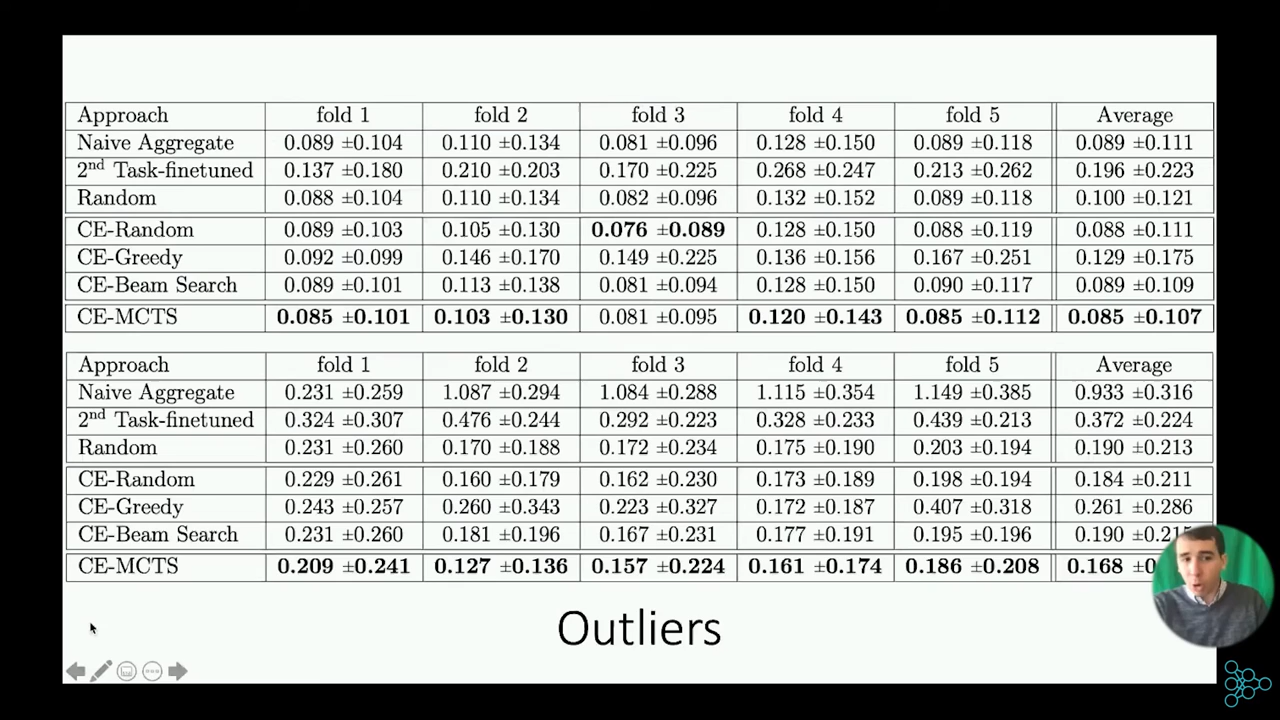 Approach fold 1 fold 2 fold 3 fold 4 fold 5 Average
Naive Aggregate 0.089 ±0.104 0.110 ±0.134 0.081 ±0.096 0.128 ±0.150 0.089 ±0.118 0.089 ±0.111
2nd Task-finetuned 0.137 ±0.180 0.210 ±0.203 0.170 ±0.225 0.268 ±0.247 0.213 ±0.262 0.196 ±0.223
Random 0.088 ±0.104 0.110 ±0.134 0.082 ±0.096 0.132 ±0.152 0.089 ±0.118 0.100 ±0.121
CE-Random 0.089 ±0.103 0.105 ±0.130 0.076 ±0.089 0.128 ±0.150 0.088 ±0.119 0.088 ±0.111
CE-Greedy 0.092 ±0.099 0.146 ±0.170 0.149 ±0.225 0.136 ±0.156 0.167 ±0.251 0.129 ±0.175
CE-Beam Search 0.089 ±0.101 0.113 ±0.138 0.081 ±0.094 0.128 ±0.150 0.090 ±0.117 0.089 ±0.109
CE-MCTS 0.085 ±0.101 0.103 ±0.130 0.081 ±0.095 0.120 ±0.143 0.085 ±0.112 0.085 ±0.107
Approach fold 1 fold 2 fold 3 fold 4 fold 5 Average
Naive Aggregate 0.231 ±0.259 1.087 ±0.294 1.084 ±0.288 1.115 ±0.354 1.149 ±0.385 0.933 ±0.316
2nd Task-finetuned 0.324 ±0.307 0.476 ±0.244 0.292 ±0.223 0.328 ±0.233 0.439 ±0.213 0.372 ±0.224
Random 0.231 ±0.260 0.170 ±0.188 0.172 ±0.234 0.175 ±0.190 0.203 ±0.194 0.190 ±0.213
CE-Random 0.229 ±0.261 0.160 ±0.179 0.162 ±0.230 0.173 ±0.189 0.198 ±0.194 0.184 ±0.211
CE-Greedy 0.243 ±0.257 0.260 ±0.343 0.223 ±0.327 0.172 ±0.187 0.407 ±0.318 0.261 ±0.286
CE-Beam Search 0.231 ±0.260 0.181 ±0.196 0.167 ±0.231 0.177 ±0.191 0.195 ±0.196 0.190
CE-MCTS 0.209 ±0.241 0.127 ±0.136 0.157 ±0.224 0.161 ±0.174 0.186 ±0.208 0.168
Outliers